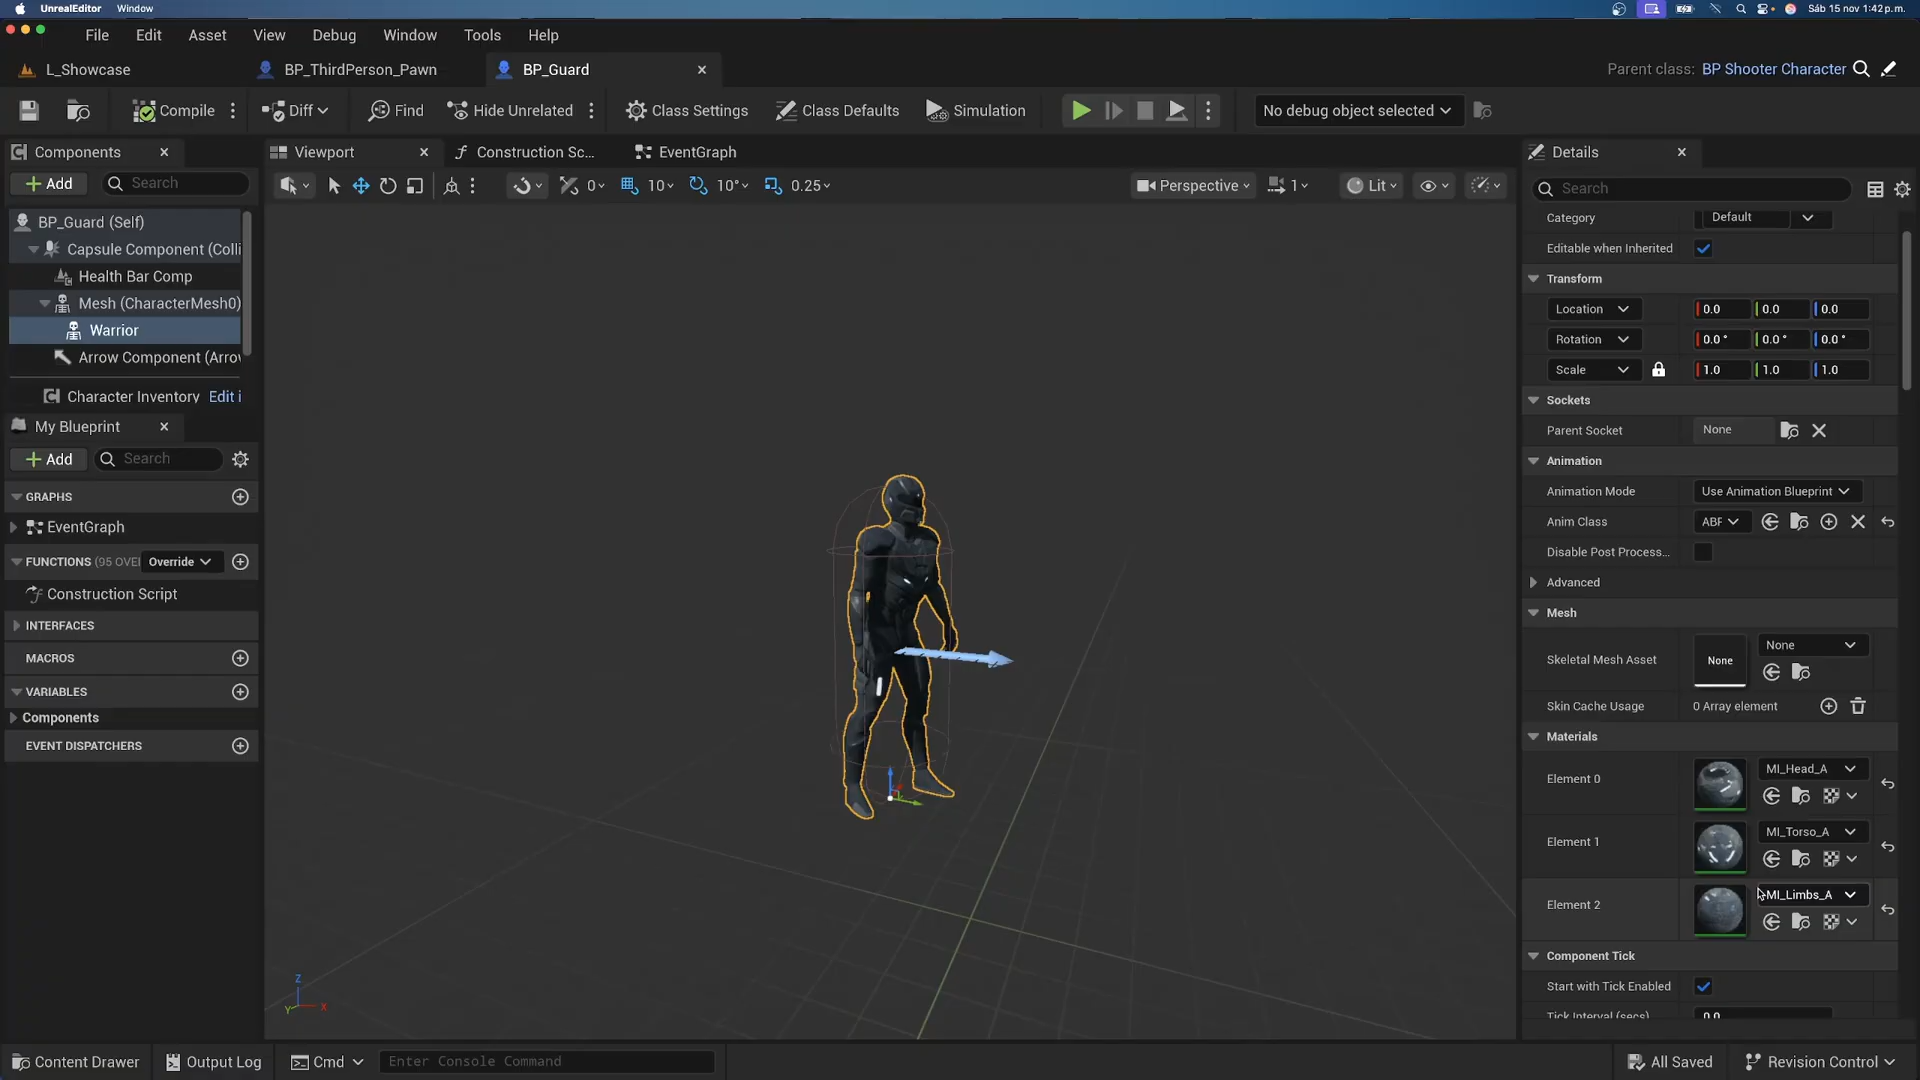 UnrealEditor Window
Sáb 15 nov 1:42 p.m.
File Edit Asset View Debug Window Tools Help
L_Showcase BP_ThirdPerson_Pawn BP_Guard
Parent class: BP Shooter Character
Compile Diff Find Hide Unrelated Class Settings Class Defaults Simulation No debug object selected
Components
Add Search
BP_Guard (Self)
Capsule Component (Colli
Health Bar Comp
Mesh (CharacterMesh0)
Warrior
Arrow Component (Arrov
Character Inventory Edit i
My Blueprint
Add Search
GRAPHS
EventGraph
FUNCTIONS (95 OVEI Override
Construction Script
INTERFACES
MACROS
VARIABLES
Components
EVENT DISPATCHERS
Viewport Construction Sc... EventGraph
0 10 10° 0.25 Perspective 1 Lit
Z
X
Y
Details
Search
Category Default
Editable when Inherited
Transform
Location 0.0 0.0 0.0
Rotation 0.0 ° 0.0 ° 0.0 °
Scale 1.0 1.0 1.0
Sockets
Parent Socket None
Animation
Animation Mode Use Animation Blueprint
Anim Class ABF
Disable Post Process...
Advanced
Mesh
Skeletal Mesh Asset None None
Skin Cache Usage 0 Array element
Materials
Element 0 MI_Head_A
Element 1 MI_Torso_A
Element 2 MI_Limbs_A
Component Tick
Start with Tick Enabled
Tick Interval (secs) 0.0
Content Drawer Output Log Cmd Enter Console Command All Saved Revision Control